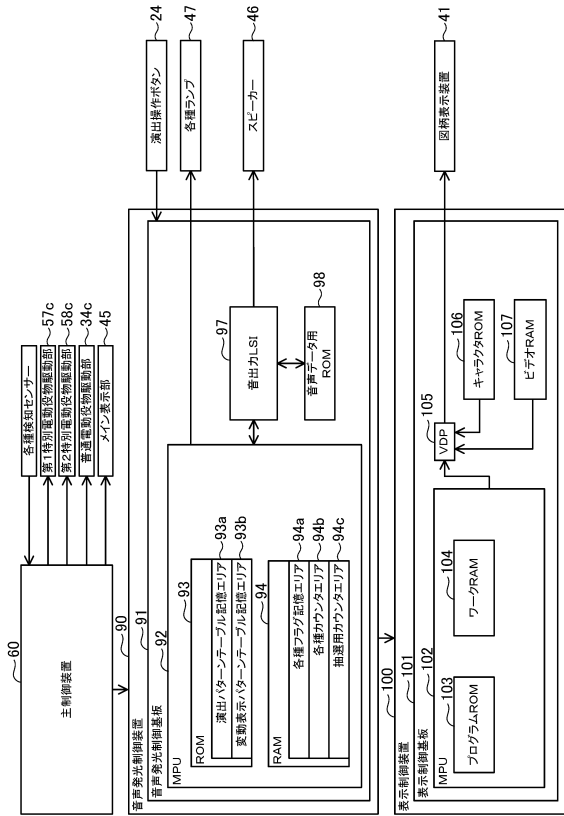 60
主制御装置
各種検知センサー
第1特別電動役物駆動部
57c
第2特別電動役物駆動部
58c
普通電動役物駆動部
34c
メイン表示部
45
90
音声発光制御装置
91
音声発光制御基板
92
MPU
93
ROM
演出パターンテーブル記憶エリア
93a
変動表示パターンテーブル記憶エリア
93b
94
RAM
各種フラグ記憶エリア
94a
各種カウンタエリア
94b
抽選用カウンタエリア
94c
97
音出力LSI
98
音声データ用
ROM
演出操作ボタン
24
各種ランプ
47
スピーカー
46
100
表示制御装置
101
表示制御基板
102
MPU
103
プログラムROM
104
ワークRAM
105
VDP
106
キャラクタROM
107
ビデオRAM
図柄表示装置
41